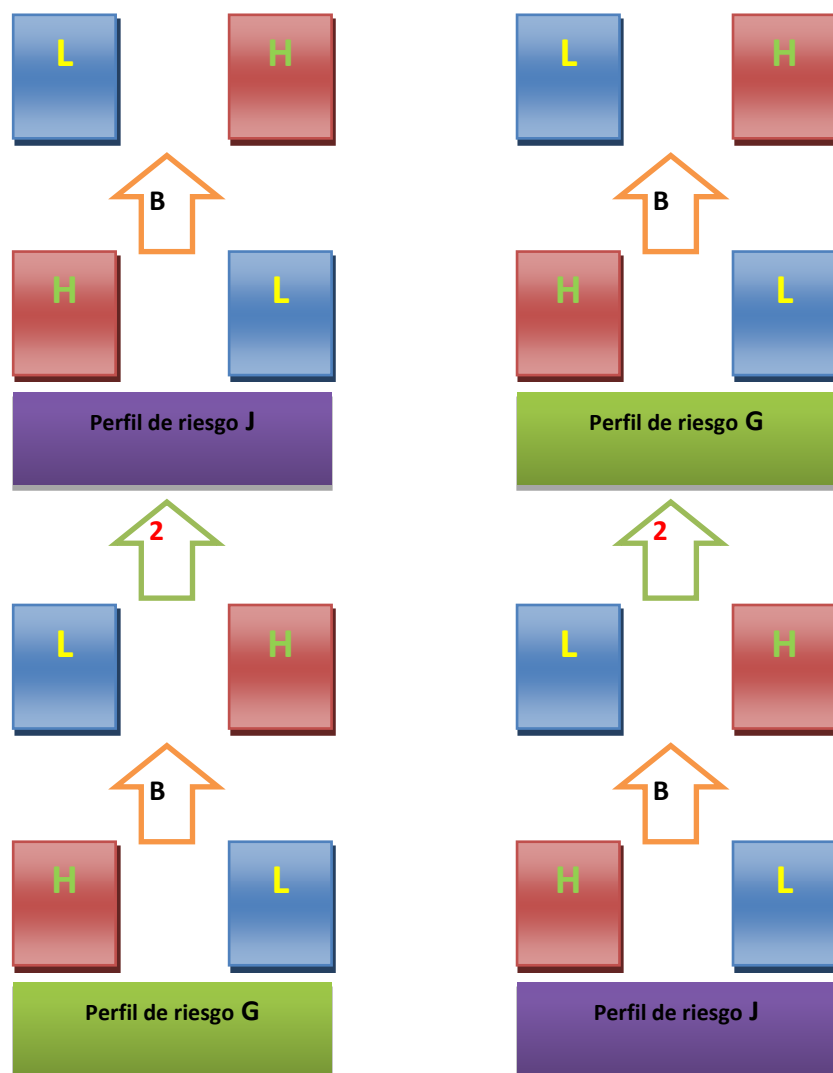 L H L H
B B
H L H L
Perfil de riesgo J Perfil de riesgo G
2 2
L H L H
B B
H L H L
Perfil de riesgo G Perfil de riesgo J